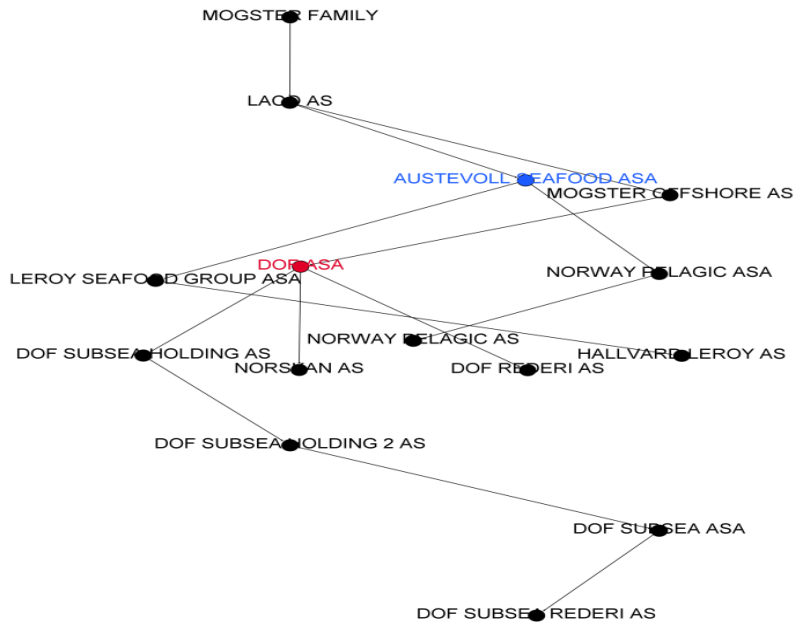 MOGSTER FAMILY
LACO AS
AUSTEVOLL SEAFOOD ASA
MOGSTER OFFSHORE AS
DOF ASA
LEROY SEAFOOD GROUP ASA
NORWAY PELAGIC ASA
NORWAY PELAGIC AS
DOF SUBSEA HOLDING AS
HALLVARD LEROY AS
NORSKAN AS
DOF REDERI AS
DOF SUBSEA HOLDING 2 AS
DOF SUBSEA ASA
DOF SUBSEA REDERI AS